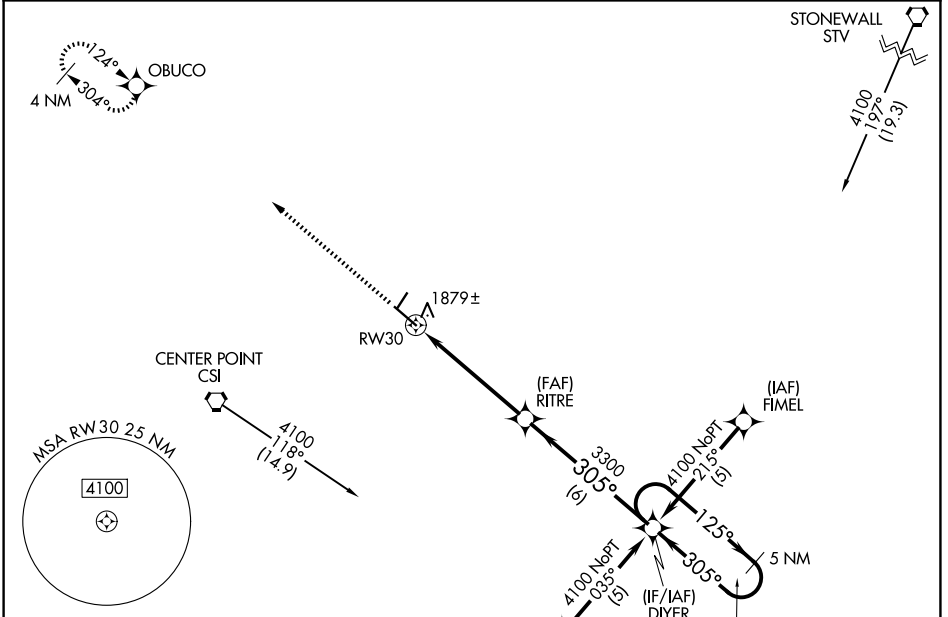 STONEWALL
STV
4100
197°
(19.3)
124°
304°
4 NM
OBUCO
1879±
RW30
CENTER POINT
CSI
4100
118°
(14.9)
MSA RW30 25 NM
4100
(FAF)
RITRE
(IAF)
FIMEL
3300
305°
(6)
4100 NoPT
215°
(5)
125°
305°
5 NM
4100 NoPT
035°
(5)
(IF/IAF)
DIYER